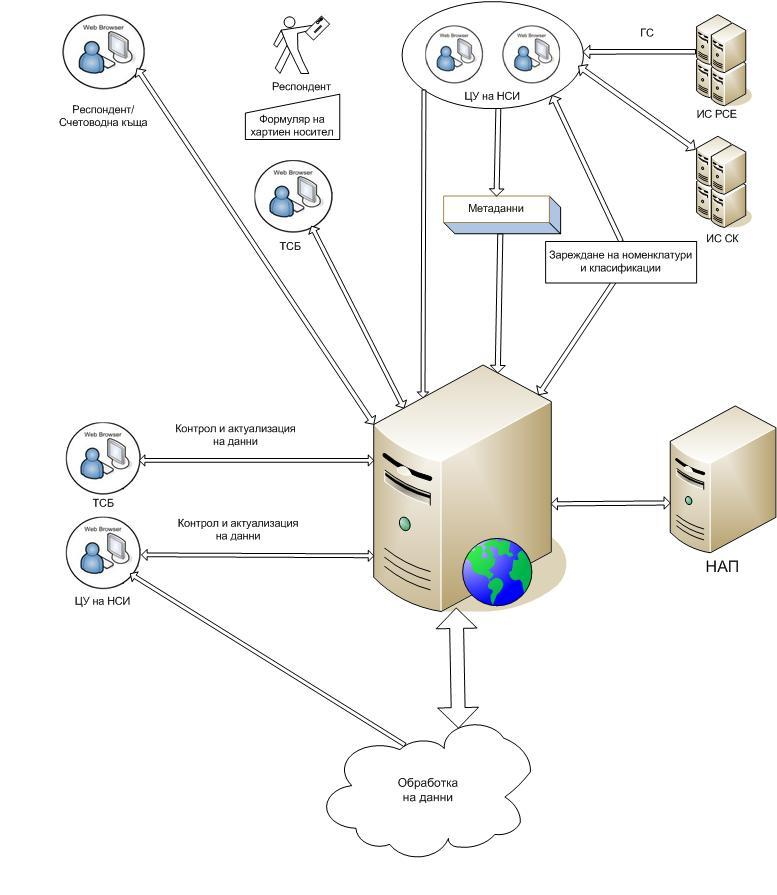 Web Browser
Респондент/
Счетоводна къща
Респондент
Формуляр на
хартиен носител
Web Browser
ТСБ
Web Browser
Web Browser
ЦУ на НСИ
ГС
ИС РСЕ
ИС СК
Метаданни
Зареждане на номенклатури
и класификации
Web Browser
ТСБ
Контрол и актуализация
на данни
Web Browser
ЦУ на НСИ
Контрол и актуализация
на данни
НАП
Обработка
на данни